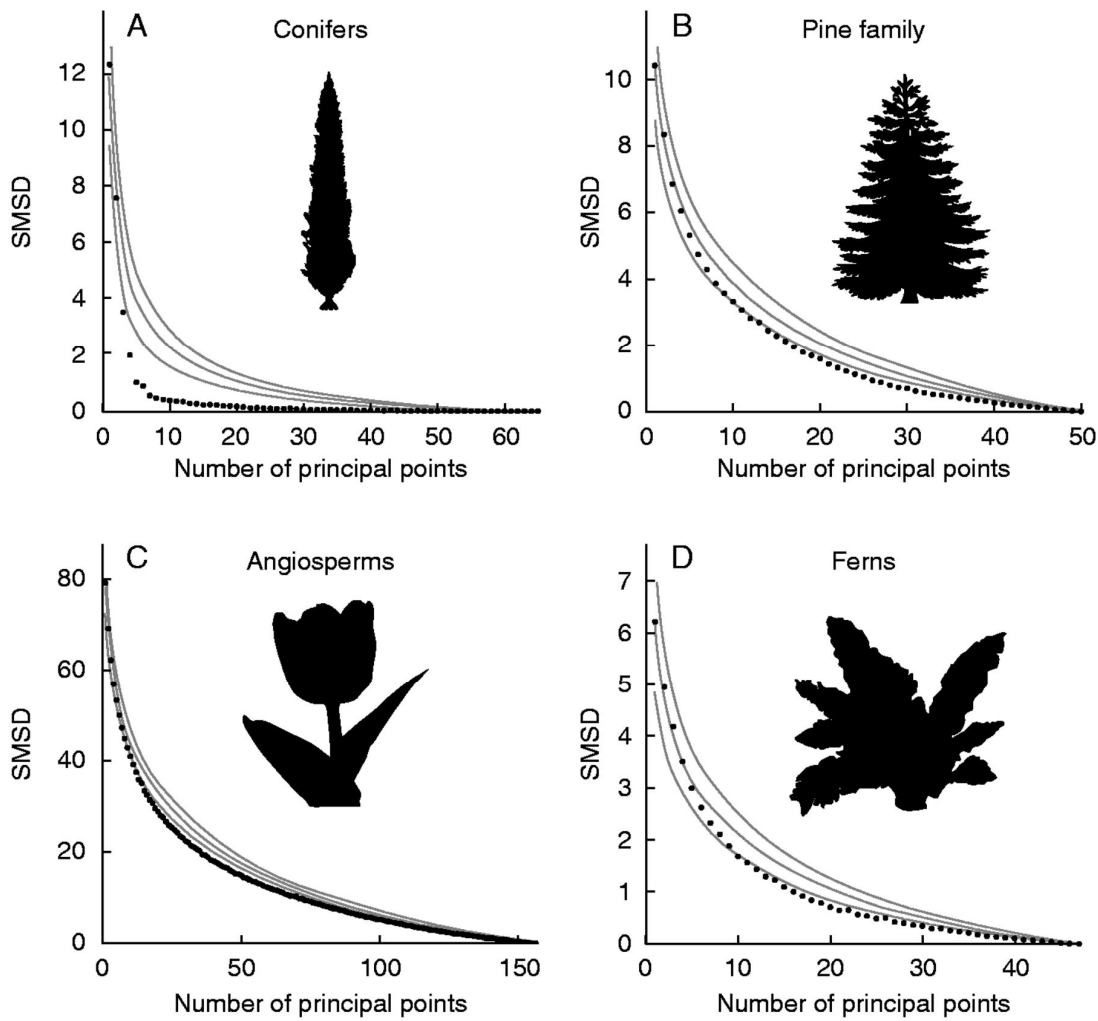 A
Conifers
SMSD
12
10
8
6
4
2
0
0 10 20 30 40 50 60
Number of principal points
B
Pine family
SMSD
10
8
6
4
2
0
0 10 20 30 40 50
Number of principal points
C
Angiosperms
SMSD
80
60
40
20
0
0 50 100 150
Number of principal points
D
Ferns
SMSD
7
6
5
4
3
2
1
0
0 10 20 30 40
Number of principal points